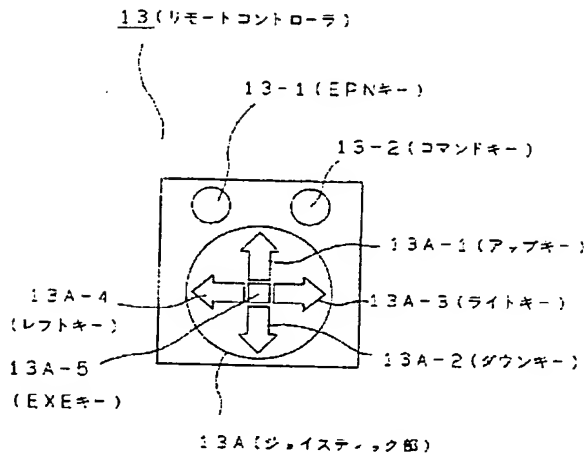 13(リモートコントローラ)
13-1(EPNキー)
13-2(コマンドキー)
13A-1(アップキー)
13A-4
(レフトキー)
13A-3(ライトキー)
13A-2(ダウンキー)
13A-5
(EXEキー)
13A(ジョイスティック部)